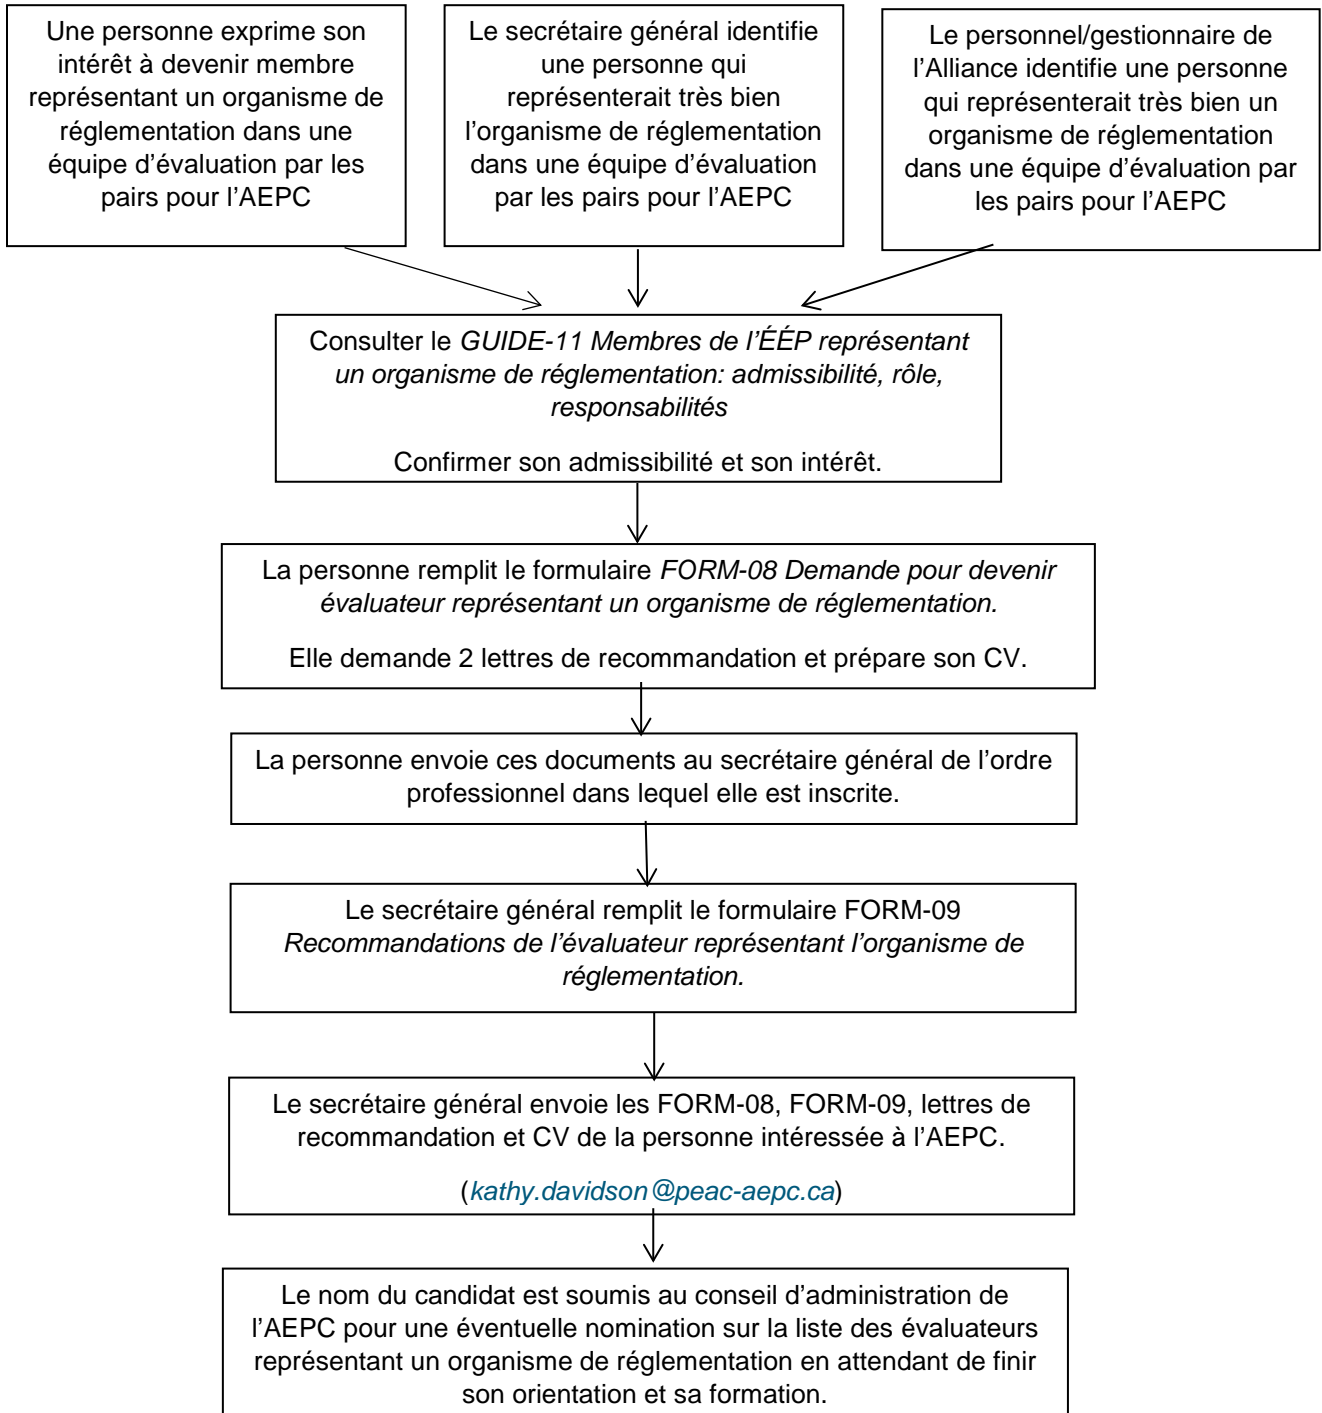 Une personne exprime son
intérêt à devenir membre
représentant un organisme de
réglementation dans une
équipe d’évaluation par les
pairs pour l’AEPC
Le secrétaire général identifie
une personne qui
représenterait très bien
l’organisme de réglementation
dans une équipe d’évaluation
par les pairs pour l’AEPC
Le personnel/gestionnaire de
l’Alliance identifie une personne
qui représenterait très bien un
organisme de réglementation
dans une équipe d’évaluation par
les pairs pour l’AEPC
Consulter le GUIDE-11 Membres de l’ÉÉP représentant
un organisme de réglementation: admissibilité, rôle,
responsabilités
Confirmer son admissibilité et son intérêt.
La personne remplit le formulaire FORM-08 Demande pour devenir
évaluateur représentant un organisme de réglementation.
Elle demande 2 lettres de recommandation et prépare son CV.
La personne envoie ces documents au secrétaire général de l’ordre
professionnel dans lequel elle est inscrite.
Le secrétaire général remplit le formulaire FORM-09
Recommandations de l’évaluateur représentant l’organisme de
réglementation.
Le secrétaire général envoie les FORM-08, FORM-09, lettres de
recommandation et CV de la personne intéressée à l’AEPC.
(kathy.davidson@peac-aepc.ca)
Le nom du candidat est soumis au conseil d’administration de
l’AEPC pour une éventuelle nomination sur la liste des évaluateurs
représentant un organisme de réglementation en attendant de finir
son orientation et sa formation.